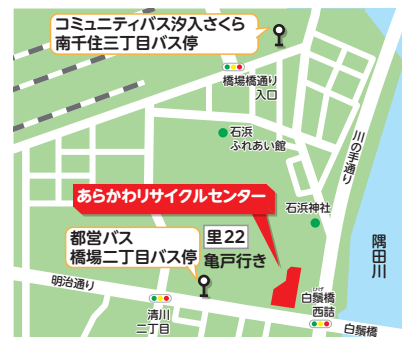 コミュニティバス汐入さくら
南千住三丁目バス停
橋場橋通り
入口
石浜
ふれあい館
川の手通り
あらかわリサイクルセンター
石浜神社
都営バス
橋場二丁目バス停
里22
亀戸行き
隅田川
明治通り
清川
二丁目
ひげ
白鬚橋
西詰
白鬚橋